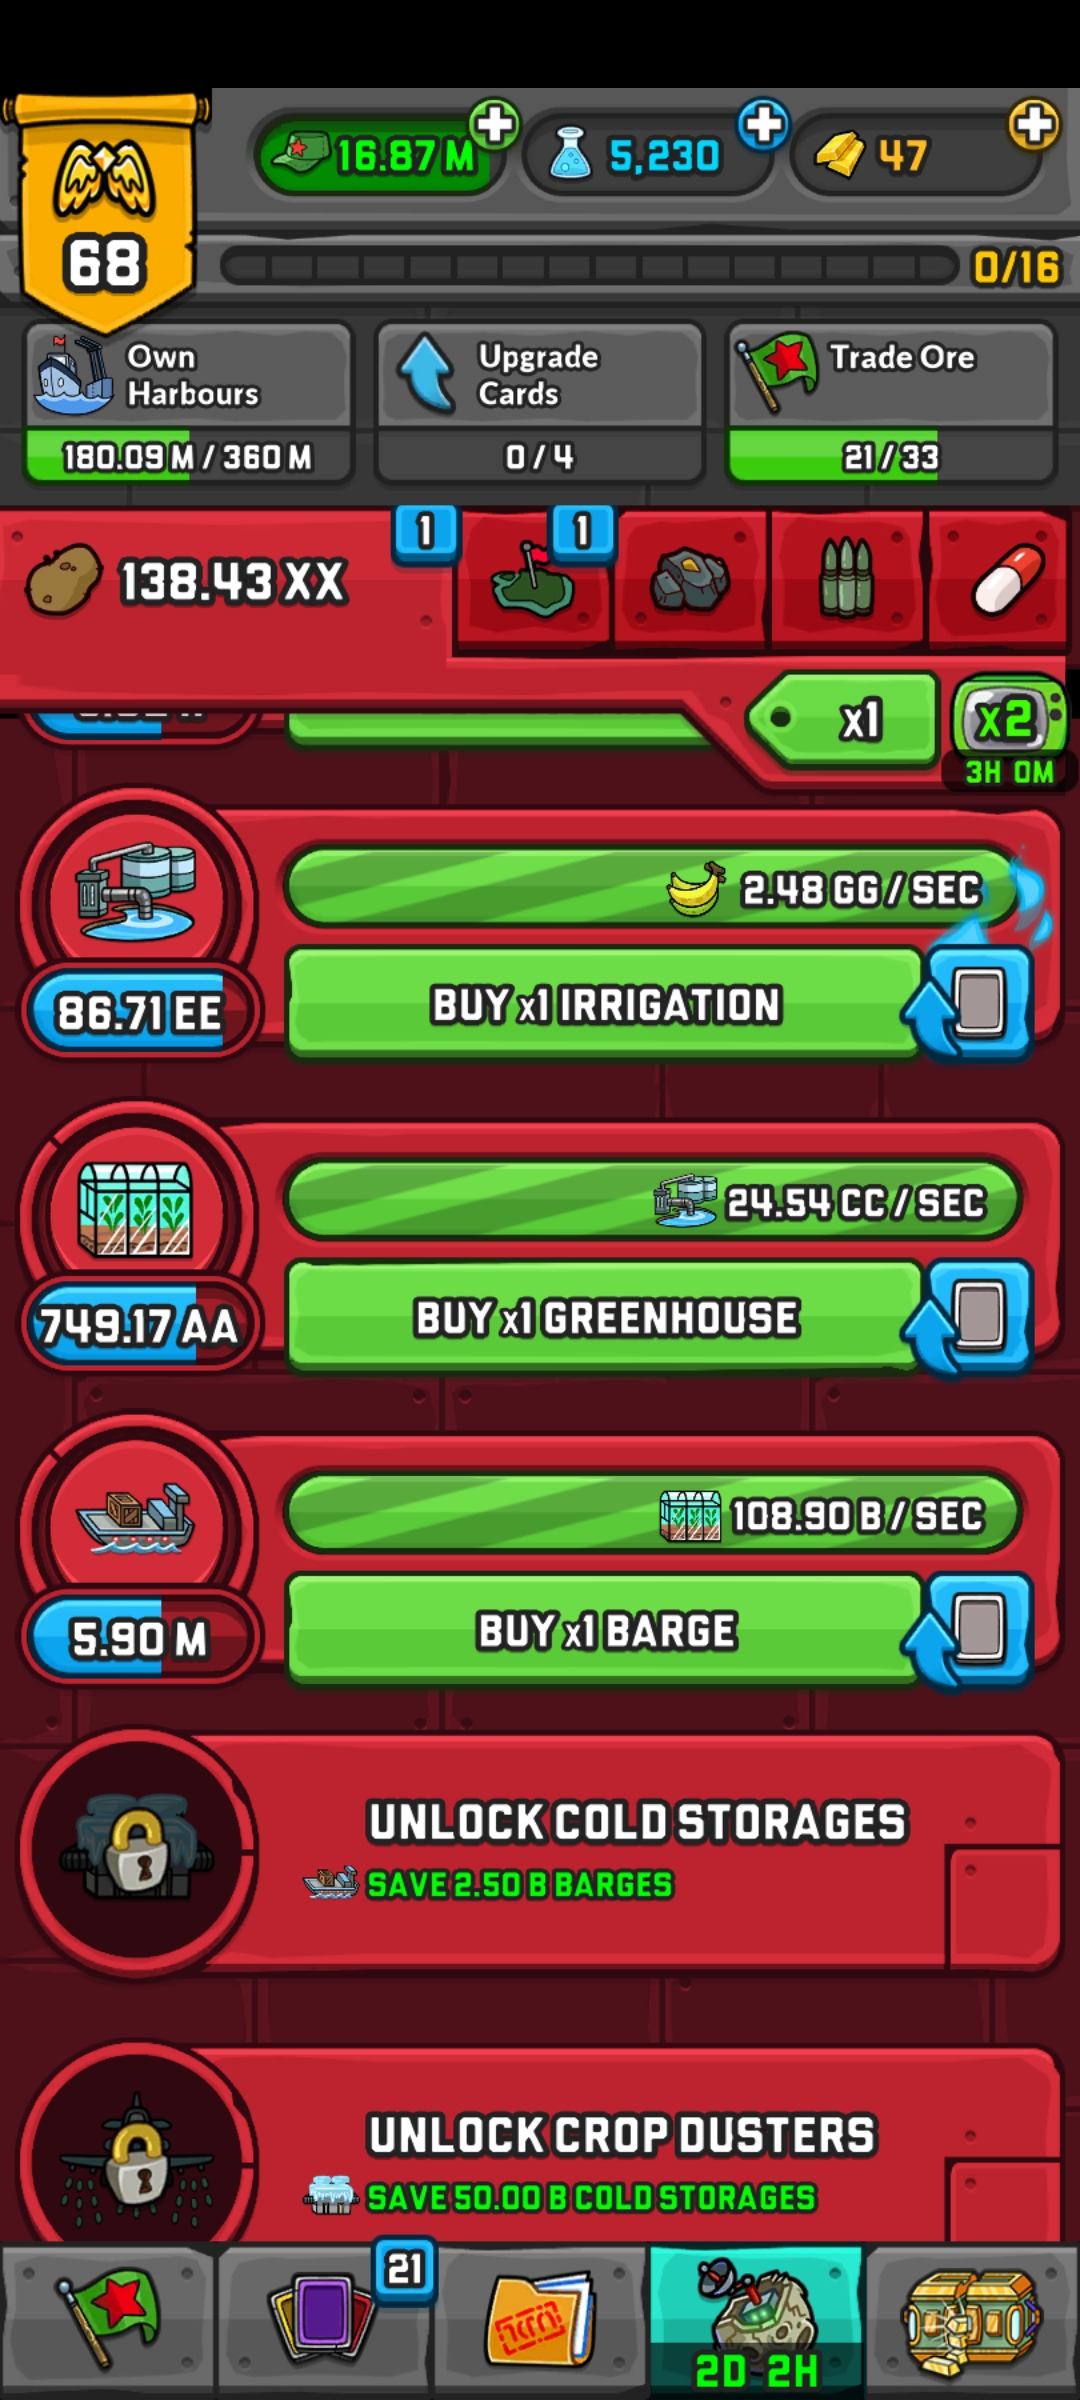 16.87 M
5,230
47
68
0/16
Own
Harbours
180.09 M / 360 M
Upgrade
Cards
0 / 4
Trade Ore
21 / 33
138.43 XX
1
1
x1
x2
3H 0M
2.48 GG / SEC
86.71 EE
BUY x1 IRRIGATION
24.54 CC / SEC
749.17 AA
BUY x1 GREENHOUSE
108.90 B / SEC
5.90 M
BUY x1 BARGE
UNLOCK COLD STORAGES
SAVE 2.50 B BARGES
UNLOCK CROP DUSTERS
SAVE 50.00 B COLD STORAGES
21
2D 2H